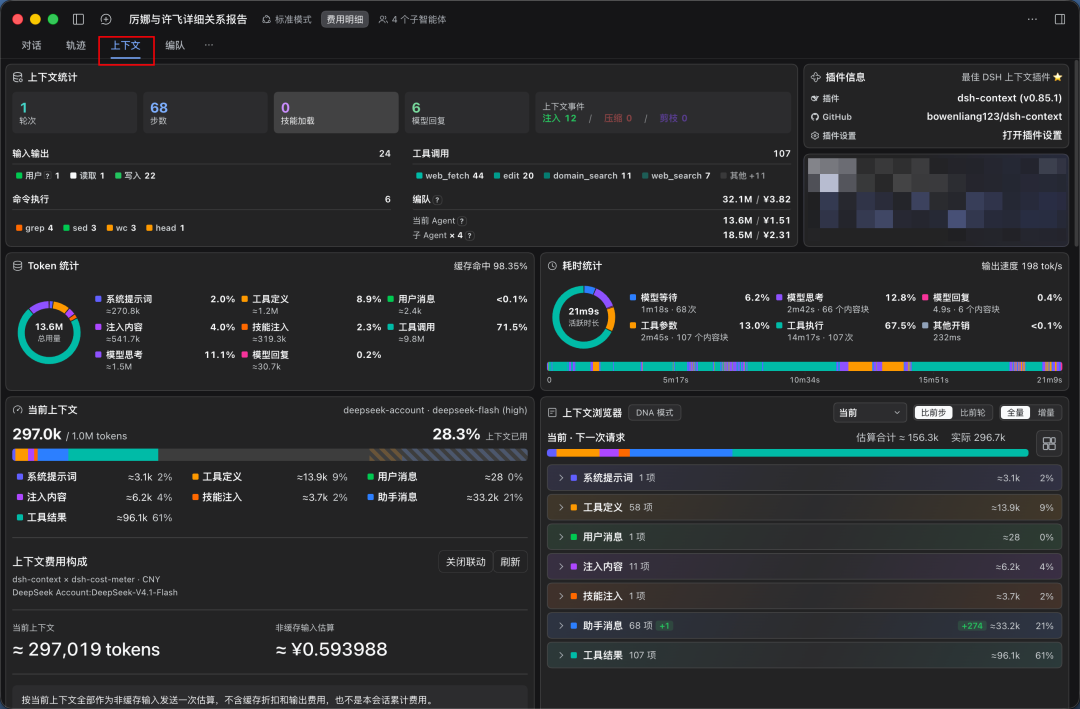 厉娜与许飞详细关系报告 标准模式 费用明细 4 个子智能体 ···
对话 轨迹 上下文 编队 ···
上下文统计
1 轮次
68 步数
0 技能加载
6 模型回复
上下文事件
注入 12 / 压缩 0 / 剪枝 0
输入输出 24
用户 ? 1 读取 1 写入 22
命令执行 6
grep 4 sed 3 wc 3 head 1
工具调用 107
web_fetch 44 edit 20 domain_search 11 web_search 7 其他 +11
编队 ? 32.1M / ¥3.82
当前 Agent ? 13.6M / ¥1.51
子 Agent × 4 ? 18.5M / ¥2.31
插件信息 最佳 DSH 上下文插件 ⭐
插件 dsh-context (v0.85.1)
GitHub bowenliang123/dsh-context
插件设置 打开插件设置
Token 统计 缓存命中 98.35%
13.6M
总用量
系统提示词 2.0% 工具定义 8.9% 用户消息 <0.1%
≈270.8k ≈1.2M ≈2.4k
注入内容 4.0% 技能注入 2.3% 工具调用 71.5%
≈541.7k ≈319.3k ≈9.8M
模型思考 11.1% 模型回复 0.2%
≈1.5M ≈30.7k
耗时统计 输出速度 198 tok/s
21m9s
活跃时长
模型等待 6.2% 模型思考 12.8% 模型回复 0.4%
1m18s · 68次 2m42s · 66 个内容块 4.9s · 6 个内容块
工具参数 13.0% 工具执行 67.5% 其他开销 <0.1%
2m45s · 107 个内容块 14m17s · 107次 232ms
0 5m17s 10m34s 15m51s 21m9s
当前上下文 deepseek-account · deepseek-flash (high)
297.0k / 1.0M tokens 28.3% 上下文已用
系统提示词 ≈3.1k 2% 工具定义 ≈13.9k 9% 用户消息 ≈28 0%
注入内容 ≈6.2k 4% 技能注入 ≈3.7k 2% 助手消息 ≈33.2k 21%
工具结果 ≈96.1k 61%
上下文费用构成 关闭联动 刷新
dsh-context × dsh-cost-meter · CNY
DeepSeek Account:DeepSeek-V4.1-Flash
当前上下文 非缓存输入估算
≈ 297,019 tokens ≈ ¥0.593988
按当前上下文全部作为非缓存输入发送一次估算，不含缓存折扣和输出费用，也不是本会话累计费用。
上下文浏览器 DNA 模式 当前 比前步 比前轮 全量 增量
当前 · 下一次请求 估算合计 ≈ 156.3k 实际 296.7k
系统提示词 1 项 ≈3.1k 2%
工具定义 58 项 ≈13.9k 9%
用户消息 1 项 ≈28 0%
注入内容 11 项 ≈6.2k 4%
技能注入 1 项 ≈3.7k 2%
助手消息 68 项 +1 +274 ≈33.2k 21%
工具结果 107 项 ≈96.1k 61%